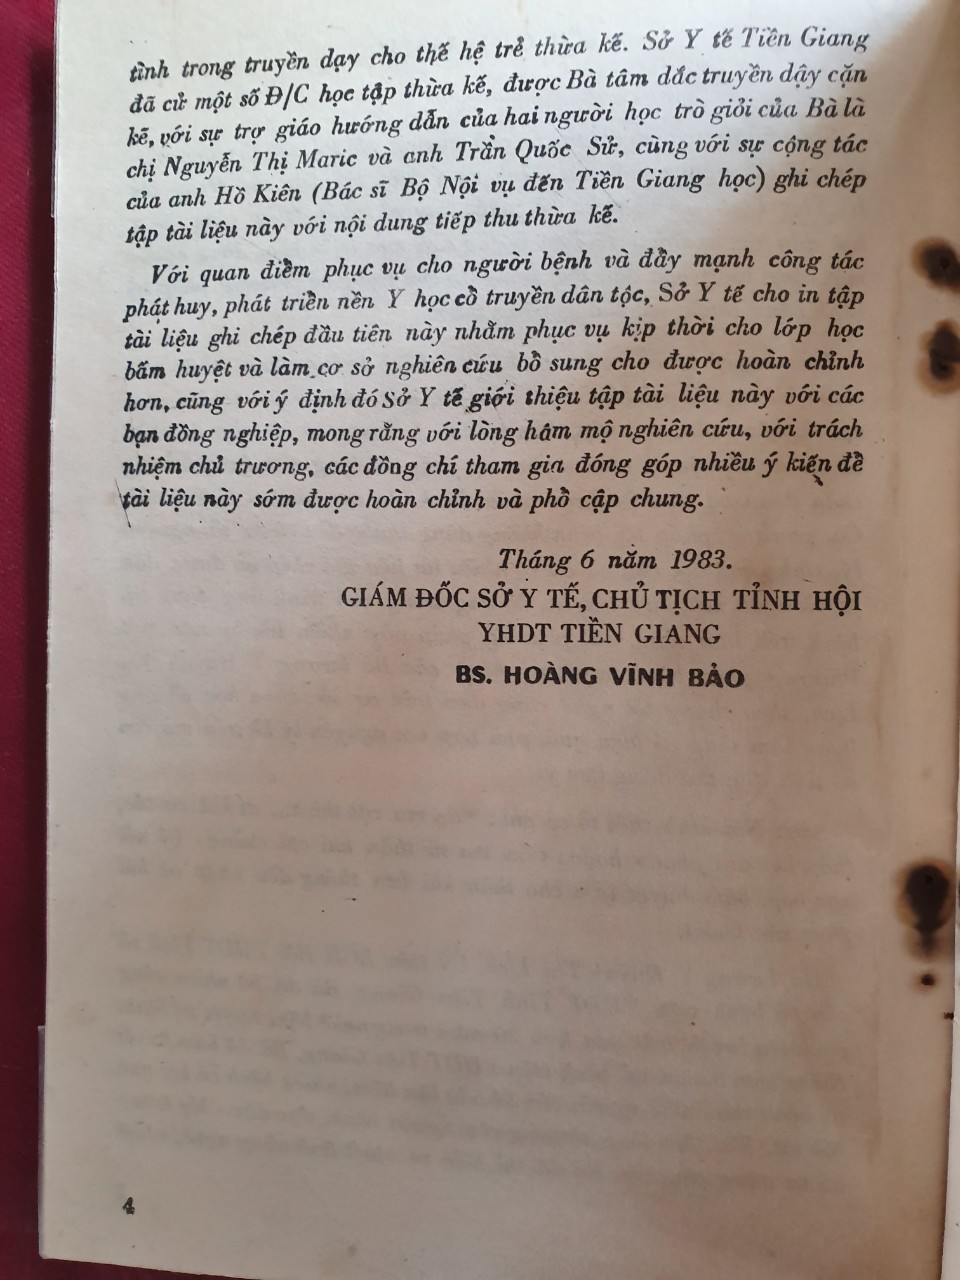 tình trong truyền dạy cho thế hệ trẻ thừa kế. Sở Y tế Tiền Giang
đã cử một số Đ/C học tập thừa kế, được Bà tâm đắc truyền dậy cặn
kẽ, với sự trợ giáo hướng dẫn của hai người học trò giỏi của Bà là
chị Nguyễn Thị Maric và anh Trần Quốc Sử, cùng với sự cộng tác
của anh Hồ Kiên (Bác sĩ Bộ Nội vụ đến Tiền Giang học) ghi chép
tập tài liệu này với nội dung tiếp thu thừa kế.
Với quan điểm phục vụ cho người bệnh và đẩy mạnh công tác
phát huy, phát triển nền Y học cổ truyền dân tộc, Sở Y tế cho in tập
tài liệu ghi chép đầu tiên này nhằm phục vụ kịp thời cho lớp học
bấm huyệt và làm cơ sở nghiên cứu bổ sung cho được hoàn chỉnh
hơn, cũng với ý định đó Sở Y tế giới thiệu tập tài liệu này với các
bạn đồng nghiệp, mong rằng với lòng hâm mộ nghiên cứu, với trách
nhiệm chủ trương, các đồng chí tham gia đóng góp nhiều ý kiến để
tài liệu này sớm được hoàn chỉnh và phổ cập chung.
Tháng 6 năm 1983.
GIÁM ĐỐC SỞ Y TẾ, CHỦ TỊCH TỈNH HỘI
YHDT TIỀN GIANG
BS. HOÀNG VĨNH BẢO
4